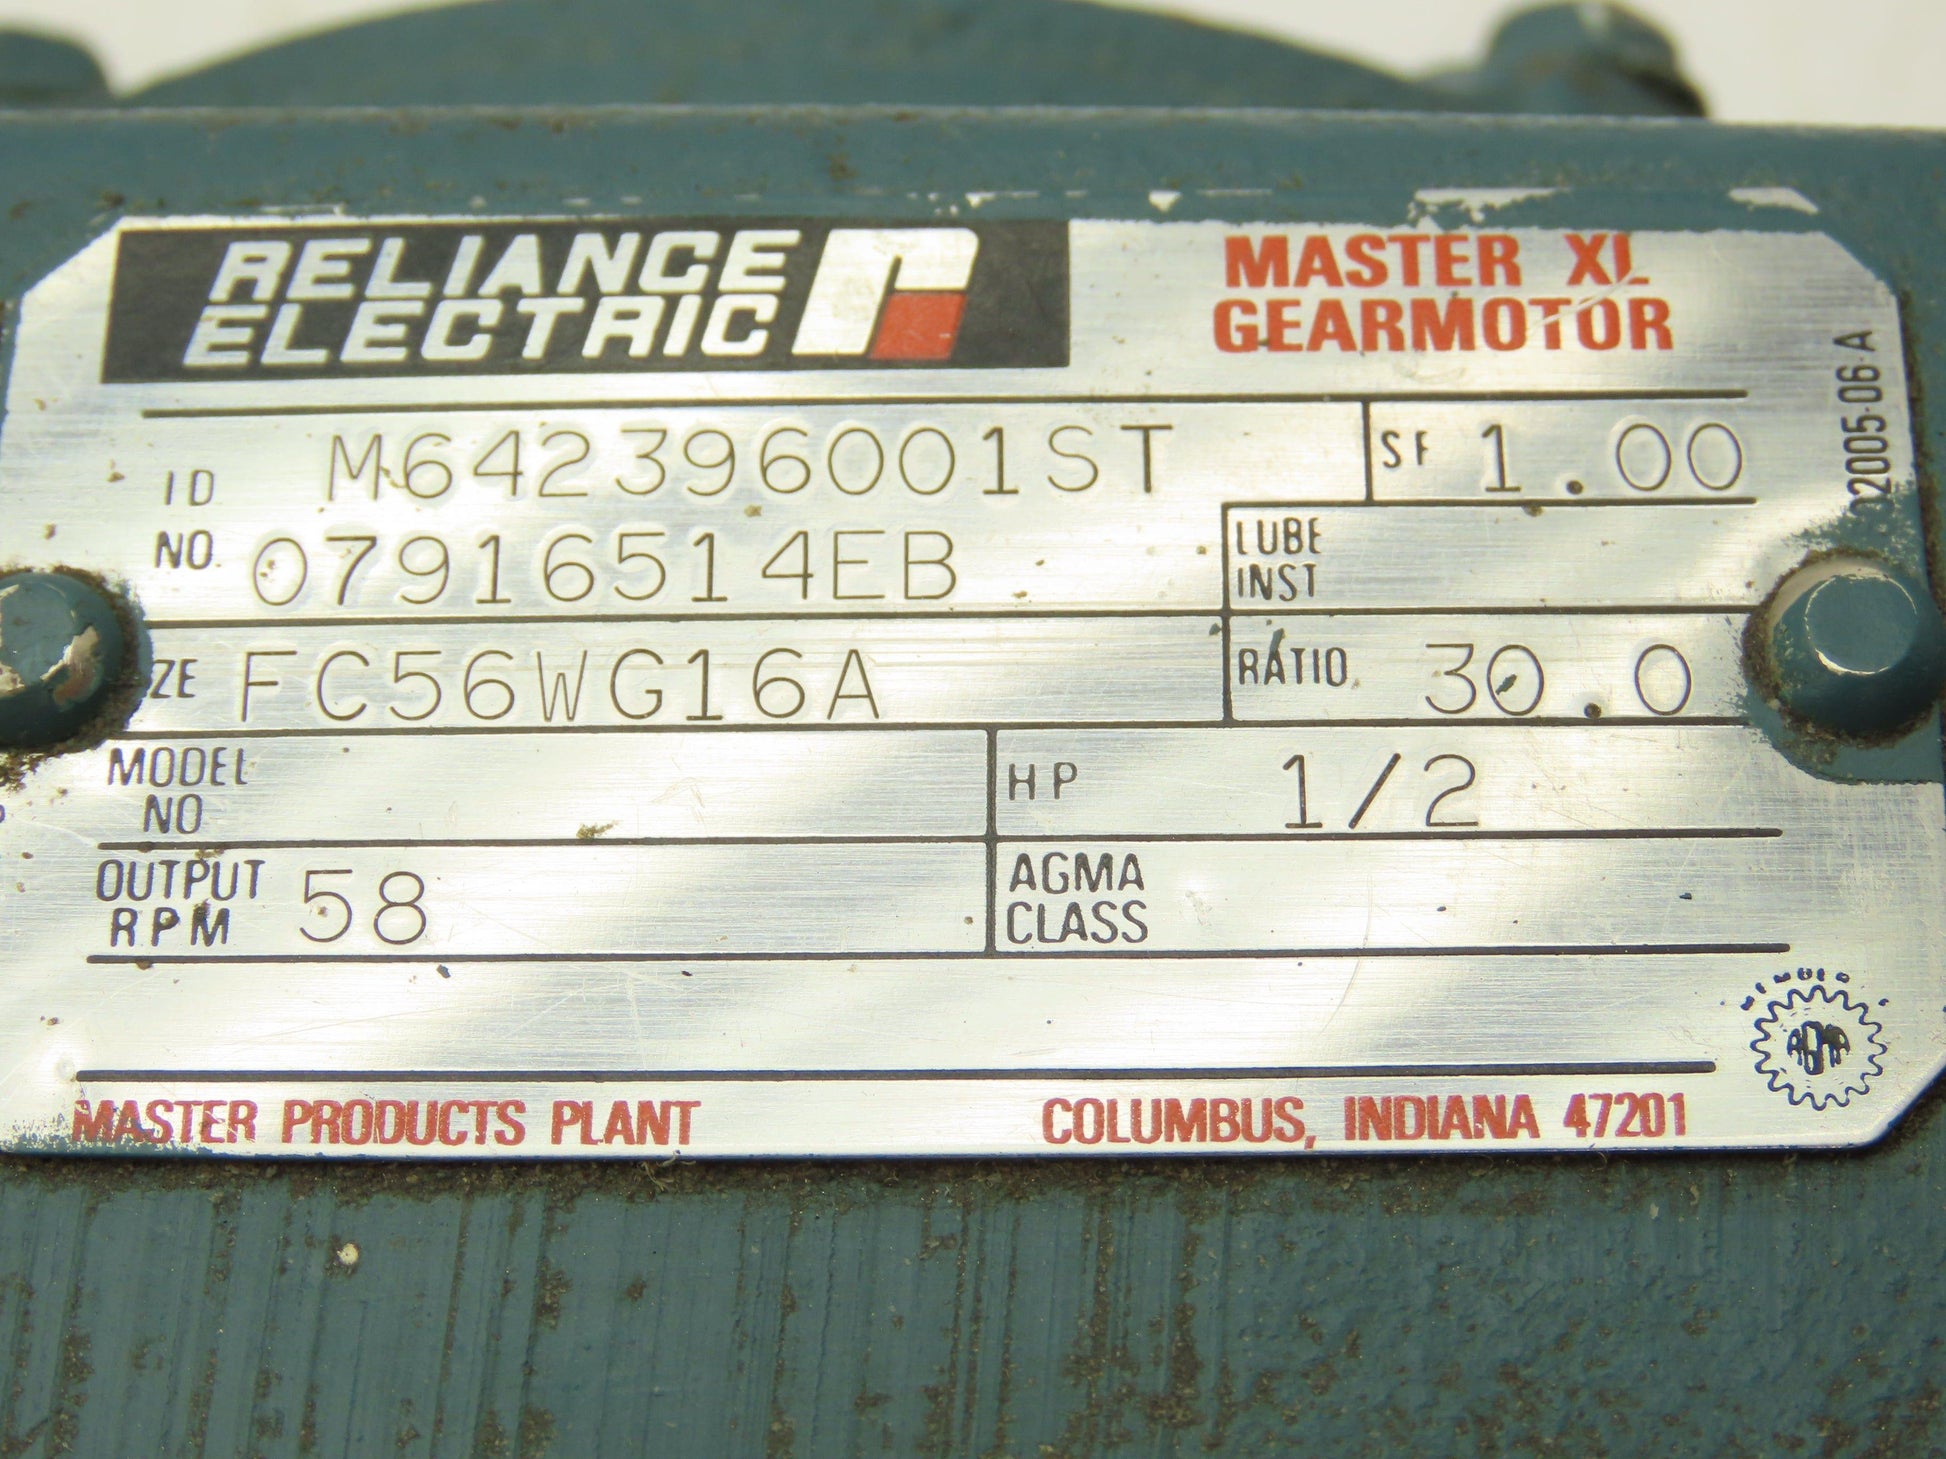 RELIANCE
ELECTRIC
MASTER XL
GEARMOTOR
ID
NO.
M642396001ST
07916514EB
SF 1.00
LUBE
INST
ZE FC56WG16A
RATIO 30.0
MODEL
NO
HP 1/2
OUTPUT
RPM 58
AGMA
CLASS
MASTER PRODUCTS PLANT
COLUMBUS, INDIANA 47201
32005-06-A